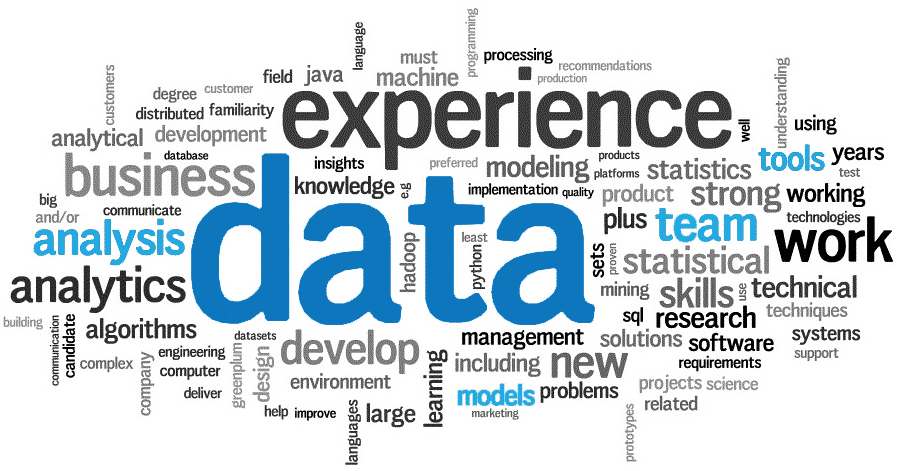 language
programming
must
processing
recommendations
customers
field
java
machine
production
understanding
degree
customer
experience
distributed
familiarity
well
using
analytical
development
database
insights
preferred
modeling
products
statistics
tools
years
business
platforms
test
knowledge
e.g
implementation
quality
product
strong
working
big
and/or
communicate
data
plus
team
technologies
analysis
work
hadoop
least
python
sets
proven
statistical
analytics
mining
skills
use
technical
building
communication
candidate
algorithms
sql
research
techniques
datasets
management
solutions
software
systems
support
complex
company
engineering
greenplum
design
develop
including
new
requirements
computer
environment
learning
models
problems
projects
science
deliver
help
improve
languages
large
marketing
prototypes
related